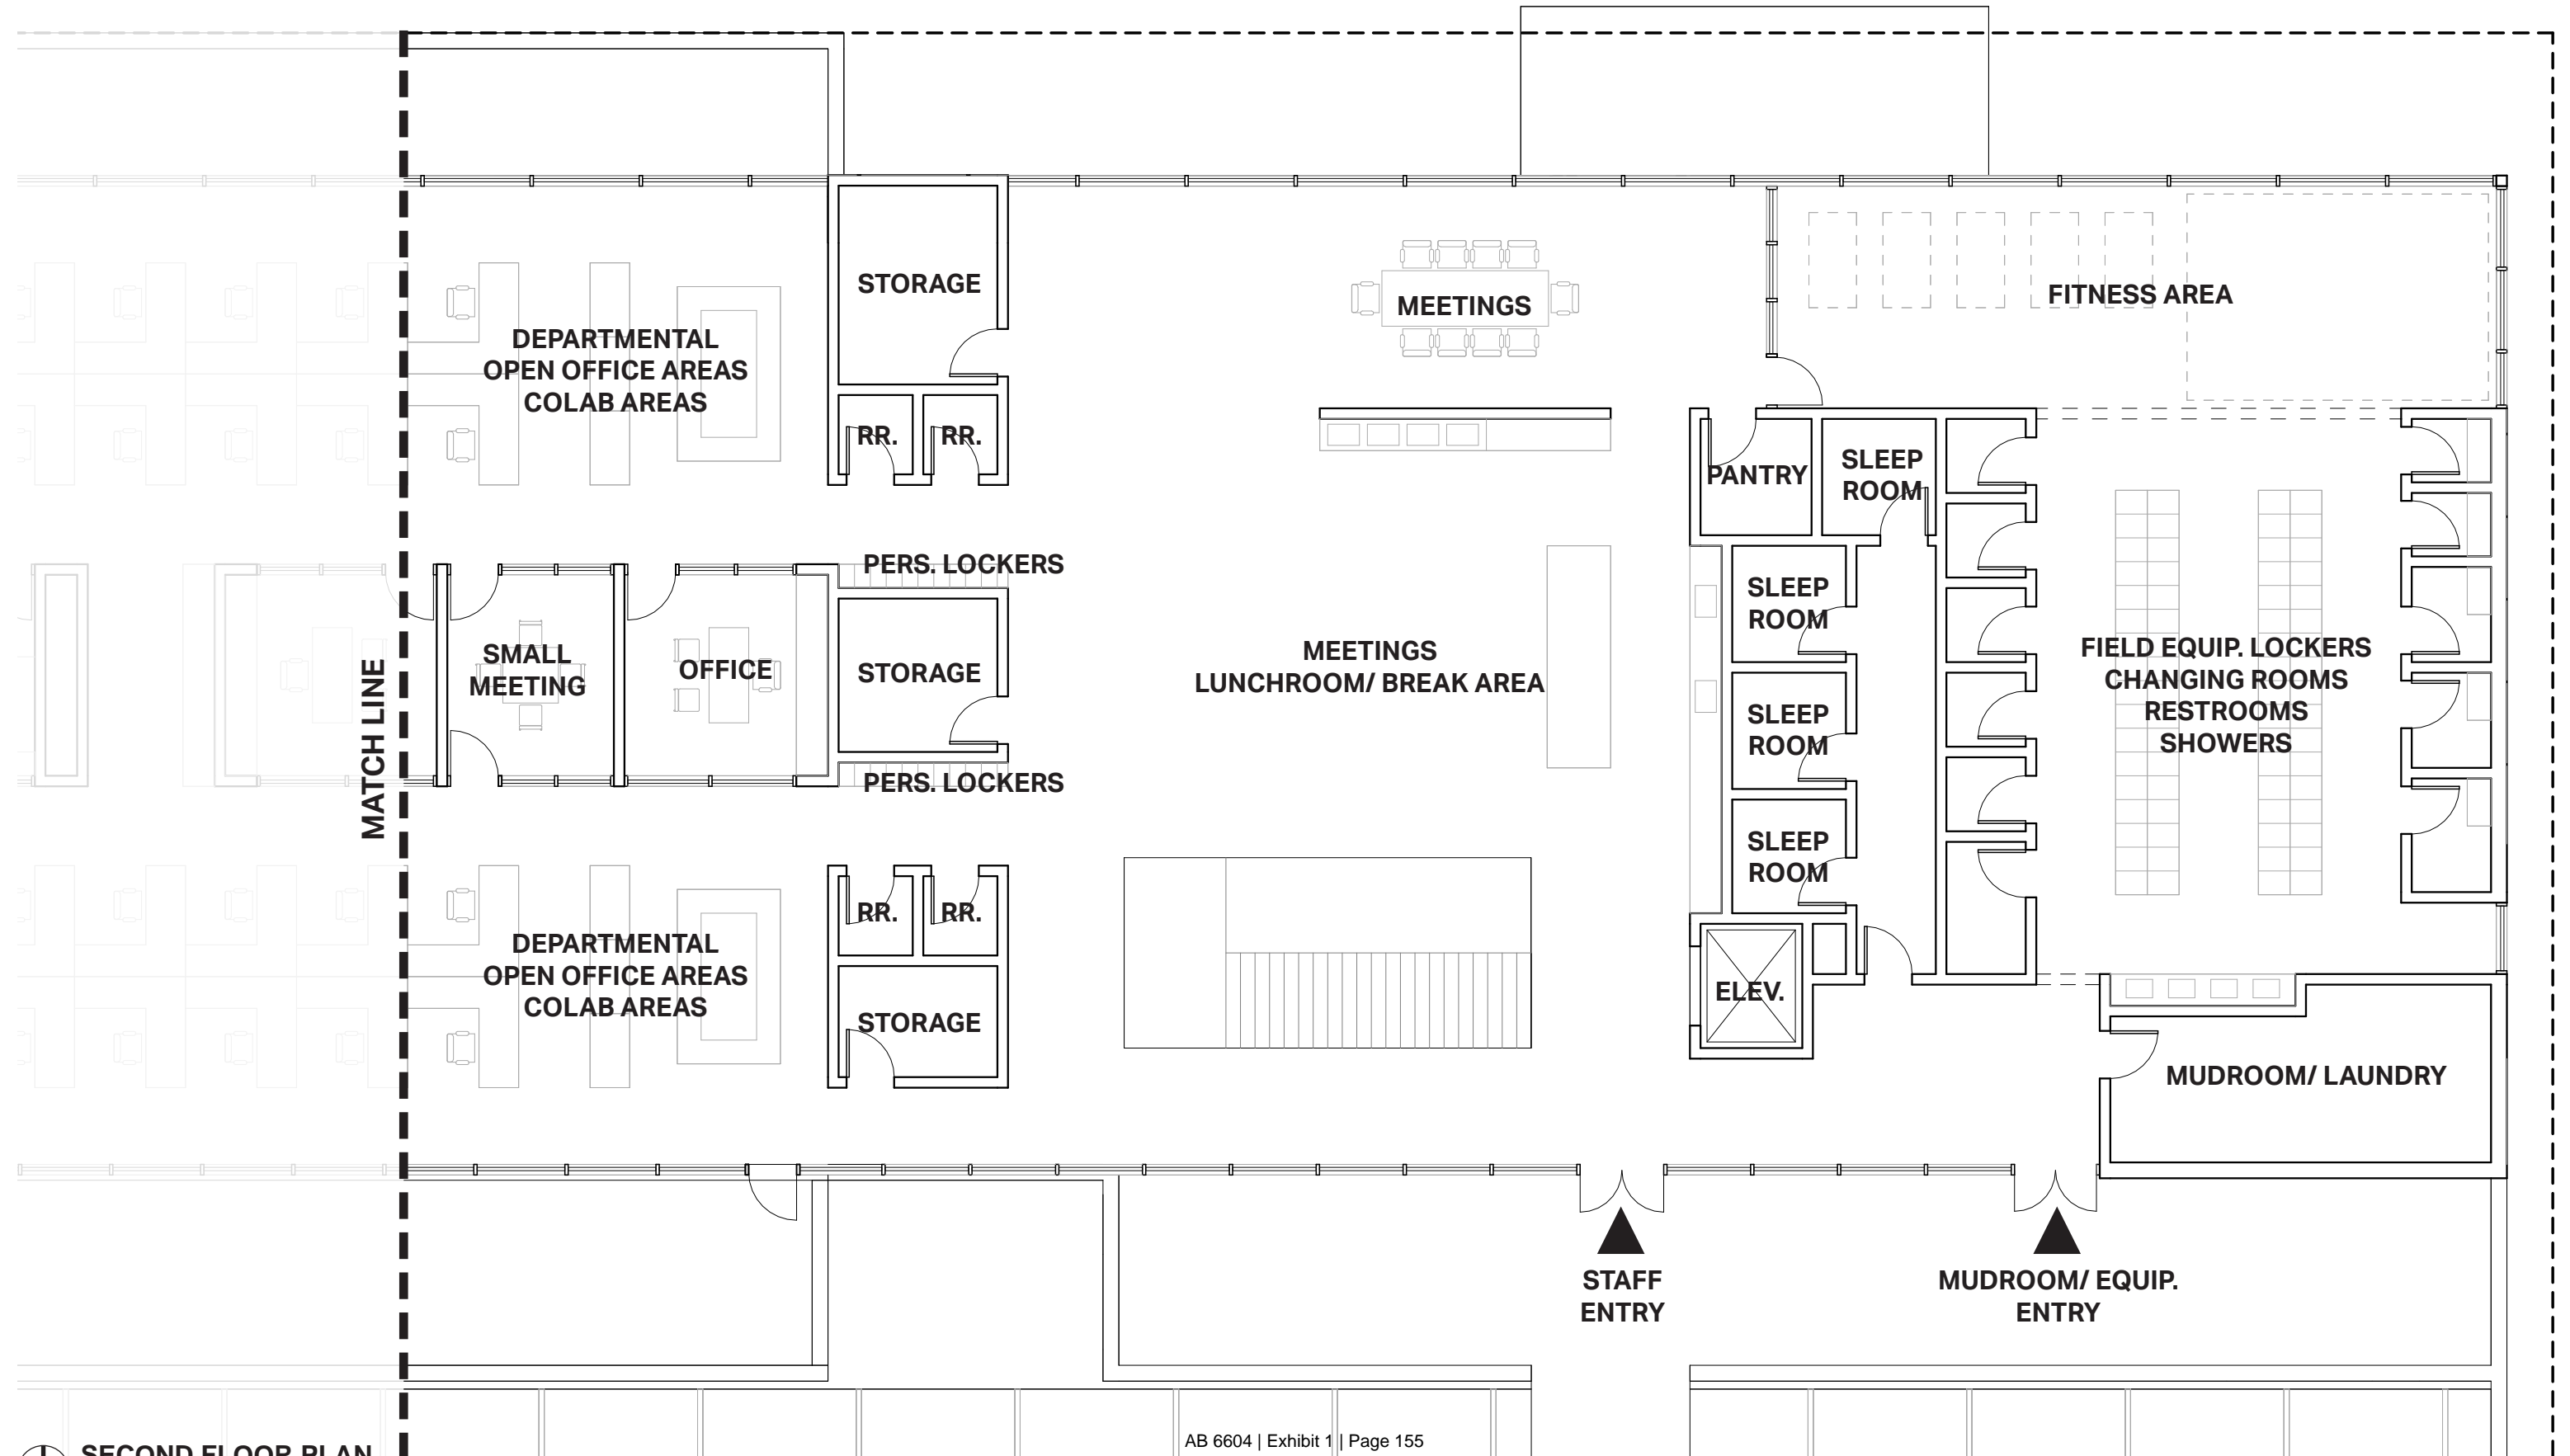 STORAGE
MEETINGS
FITNESS AREA
DEPARTMENTAL
OPEN OFFICE AREAS
COLAB AREAS
RR.
RR.
PANTRY
SLEEP
ROOM
PERS. LOCKERS
SLEEP
ROOM
SMALL
MEETING
OFFICE
STORAGE
MEETINGS
LUNCHROOM/ BREAK AREA
FIELD EQUIP. LOCKERS
CHANGING ROOMS
RESTROOMS
SHOWERS
SLEEP
ROOM
MATCH LINE
PERS. LOCKERS
SLEEP
ROOM
RR.
RR.
DEPARTMENTAL
OPEN OFFICE AREAS
COLAB AREAS
ELEV.
STORAGE
MUDROOM/ LAUNDRY
STAFF
ENTRY
MUDROOM/ EQUIP.
ENTRY
AB 6604 | Exhibit 1 | Page 155
SECOND FLOOR PLAN